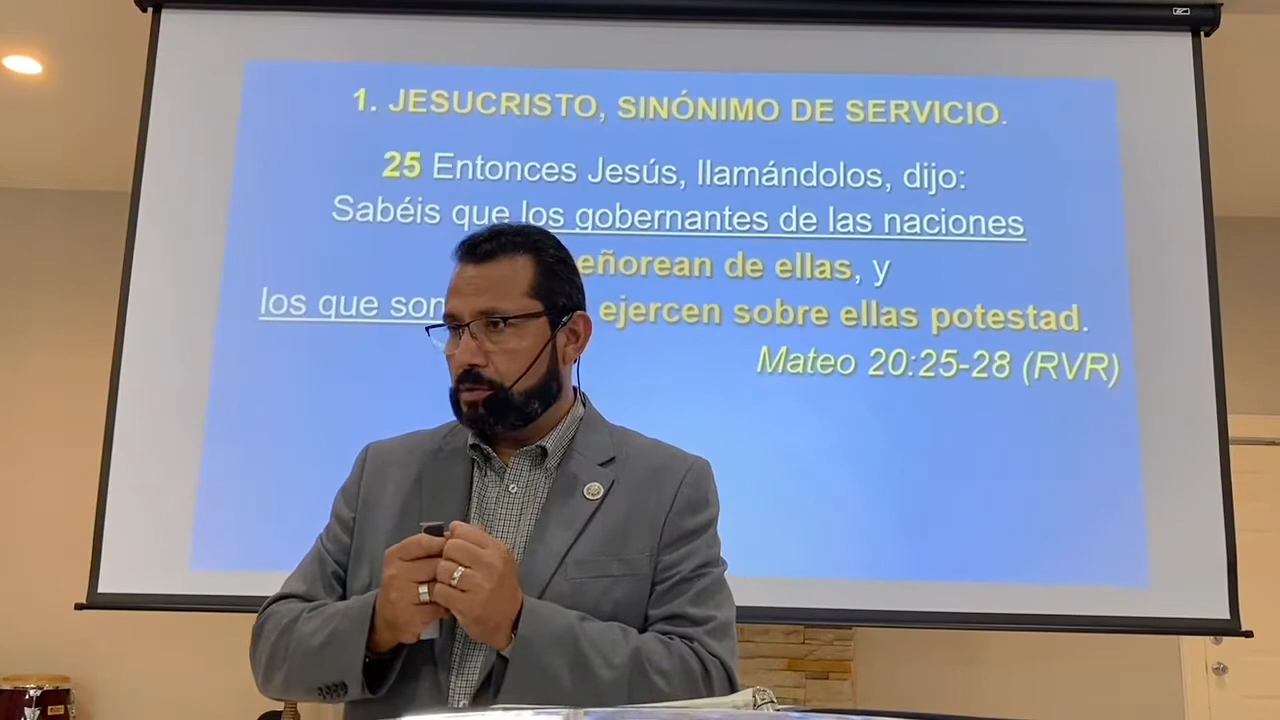 1. JESUCRISTO, SINÓNIMO DE SERVICIO.
25 Entonces Jesús, llamándolos, dijo:
Sabéis que los gobernantes de las naciones
eñorean de ellas, y
los que son ejercen sobre ellas potestad.
Mateo 20:25-28 (RVR)